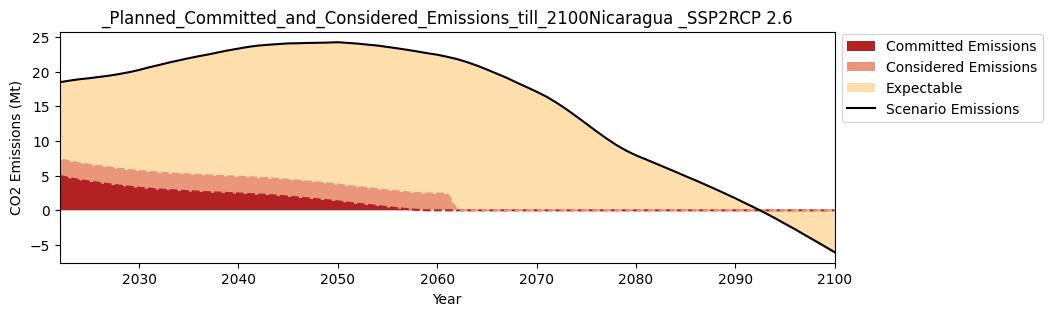 _Planned_Committed_and_Considered_Emissions_till_2100Nicaragua _SSP2RCP 2.6
CO2 Emissions (Mt)
25
20
15
10
5
0
−5
2030 2040 2050 2060 2070 2080 2090 2100
Year
Committed Emissions
Considered Emissions
Expectable
Scenario Emissions